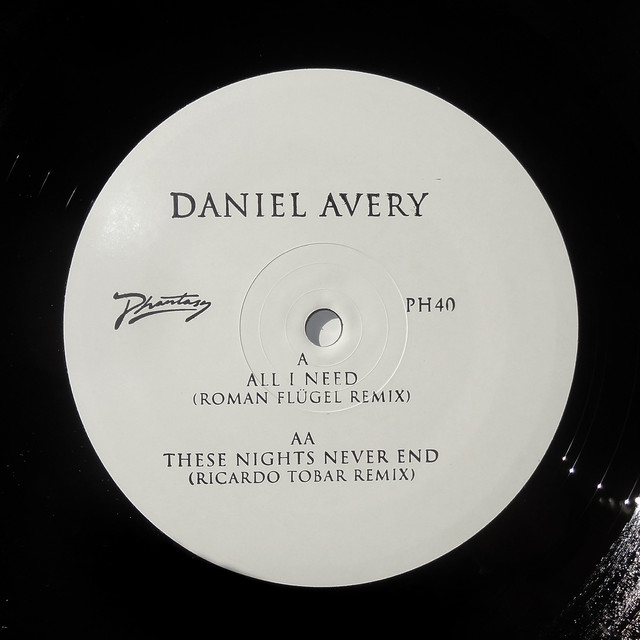 DANIEL AVERY
Phantasy
PH40
A
ALL I NEED
(ROMAN FLÜGEL REMIX)
AA
THESE NIGHTS NEVER END
(RICARDO TOBAR REMIX)